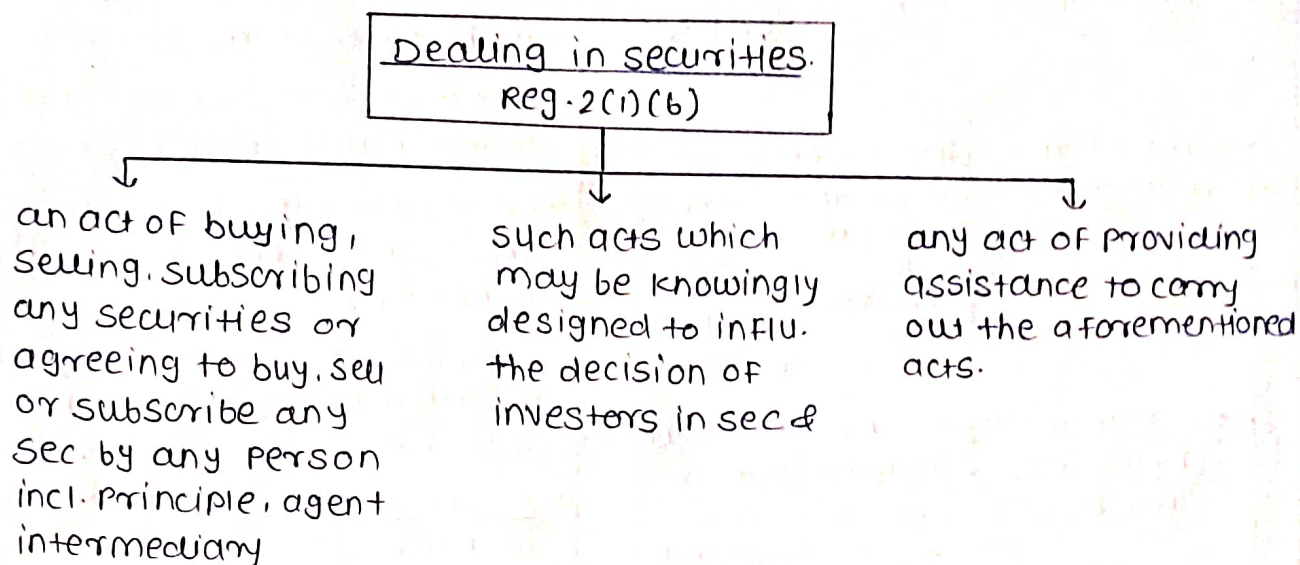 Dealing in securities.
Reg. 2(1)(b)
an act of buying,
selling, subscribing
any securities or
agreeing to buy, sell
or subscribe any
sec. by any person
incl. principle, agent
intermediary
such acts which
may be knowingly
designed to influ.
the decision of
investors in sec &
any act of providing
assistance to carry
out the aforementioned
acts.